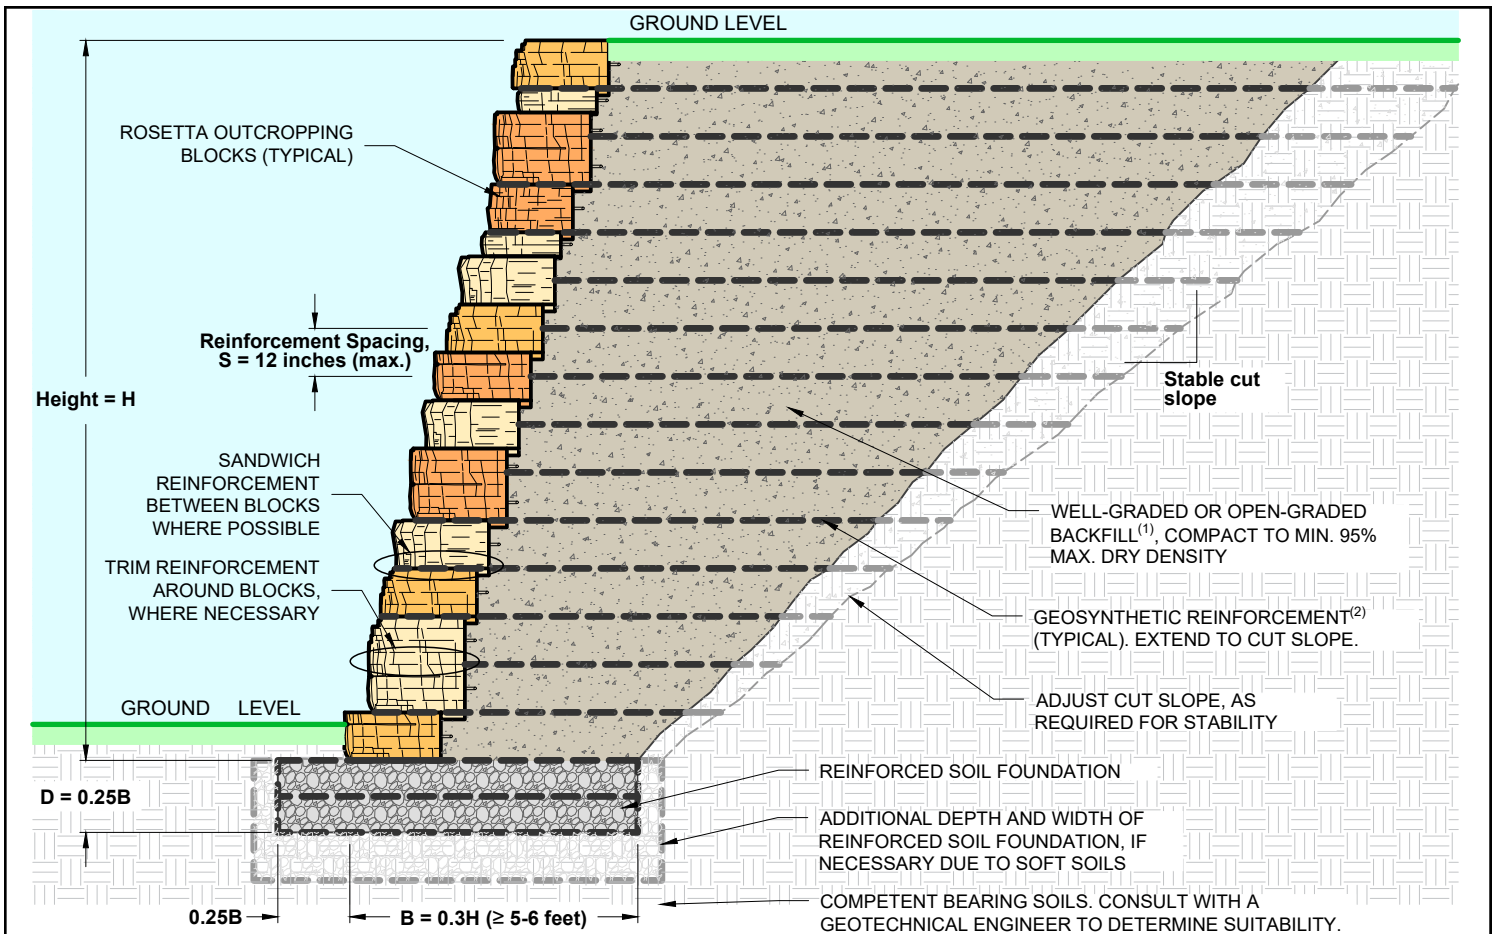 GROUND LEVEL
ROSETTA OUTCROPPING
BLOCKS (TYPICAL)
Reinforcement Spacing,
S = 12 inches (max.)
Height = H
Stable cut
slope
SANDWICH
REINFORCEMENT
BETWEEN BLOCKS
WHERE POSSIBLE
TRIM REINFORCEMENT
AROUND BLOCKS,
WHERE NECESSARY
WELL-GRADED OR OPEN-GRADED
BACKFILL(1), COMPACT TO MIN. 95%
MAX. DRY DENSITY
GEOSYNTHETIC REINFORCEMENT(2)
(TYPICAL). EXTEND TO CUT SLOPE.
ADJUST CUT SLOPE, AS
REQUIRED FOR STABILITY
GROUND LEVEL
D = 0.25B
REINFORCED SOIL FOUNDATION
ADDITIONAL DEPTH AND WIDTH OF
REINFORCED SOIL FOUNDATION, IF
NECESSARY DUE TO SOFT SOILS
0.25B
B = 0.3H (≥ 5-6 feet)
COMPETENT BEARING SOILS. CONSULT WITH A
GEOTECHNICAL ENGINEER TO DETERMINE SUITABILITY.